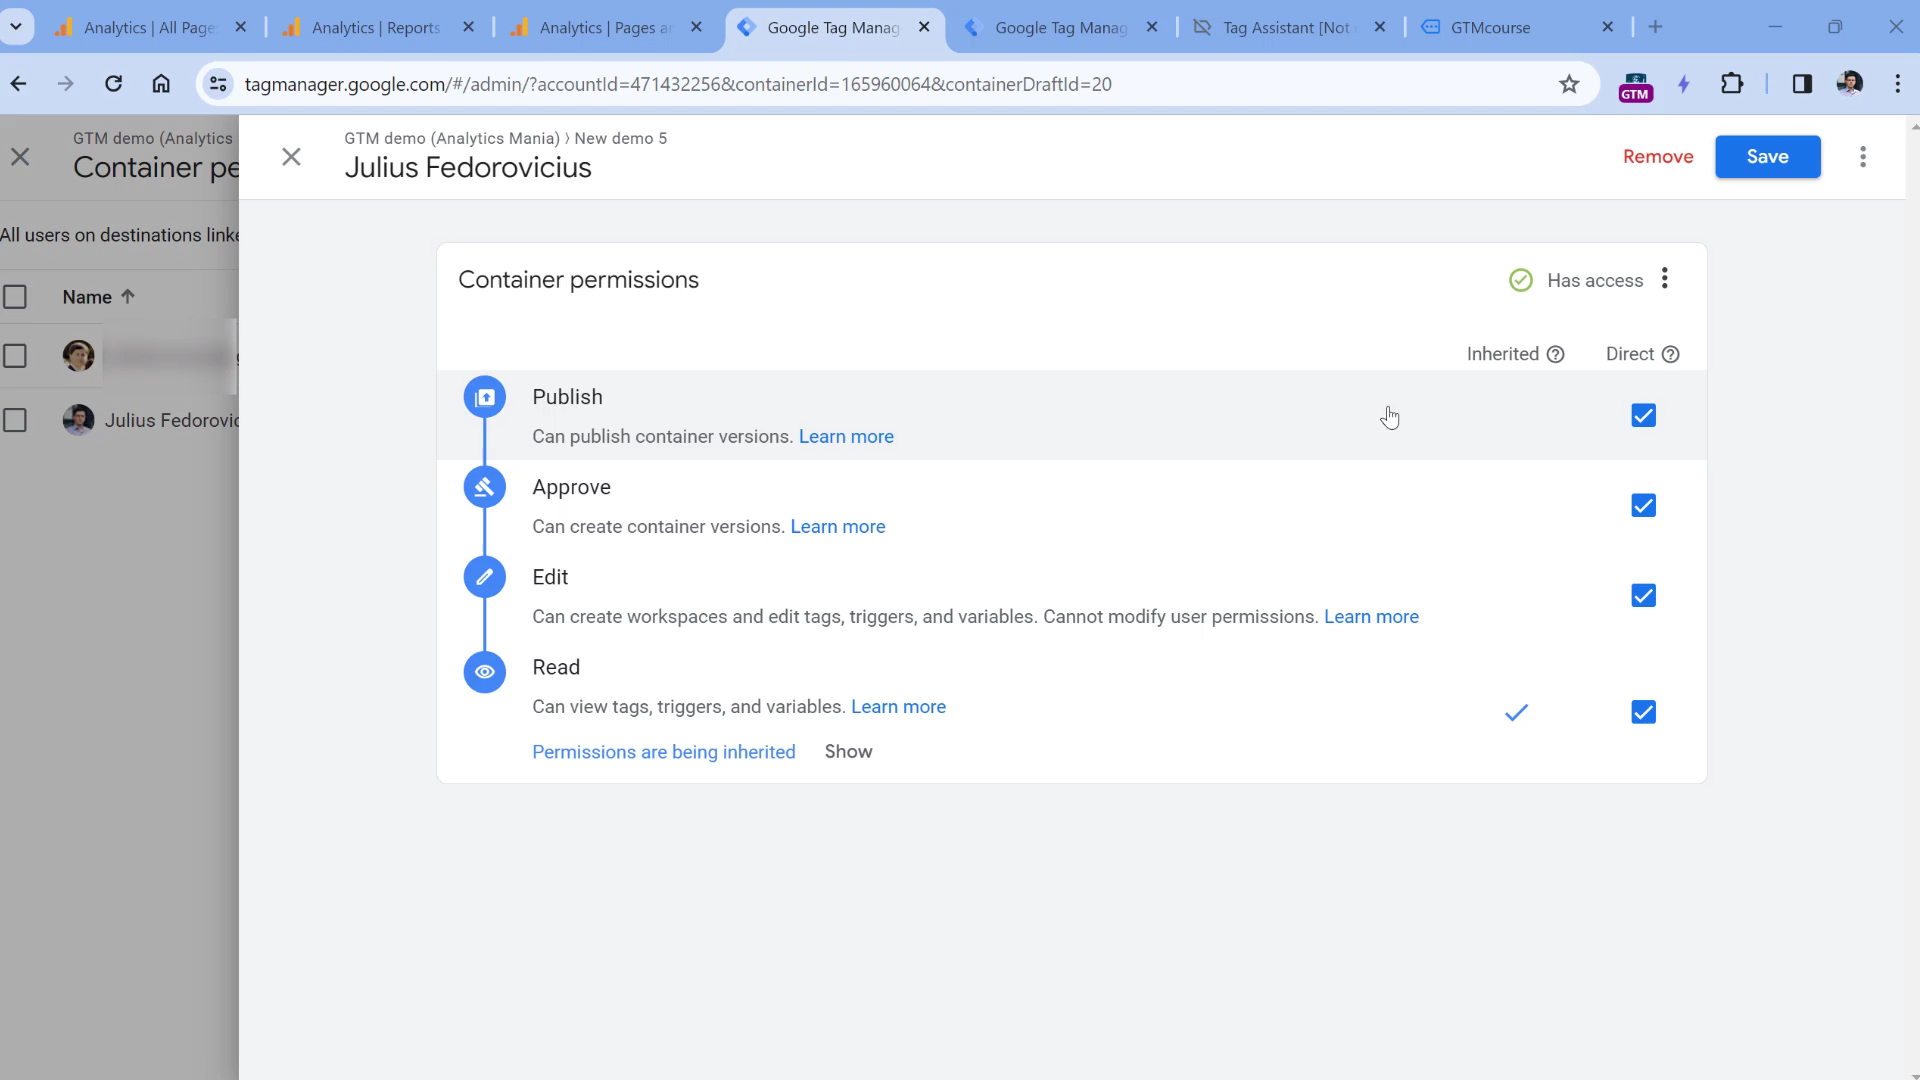 Analytics | All Page
Analytics | Reports
Analytics | Pages a
Google Tag Manag
Google Tag Manag
Tag Assistant [Not
GTMcourse
tagmanager.google.com/#/admin/?accountId=471432256&containerId=165960064&containerDraftId=20
GTM
GTM demo (Analytics
Container pe
GTM demo (Analytics Mania) › New demo 5
Julius Fedorovicius
Remove
Save
All users on destinations linke
Name
Julius Fedorovic
Container permissions
Has access
Inherited
Direct
Publish
Can publish container versions. Learn more
Approve
Can create container versions. Learn more
Edit
Can create workspaces and edit tags, triggers, and variables. Cannot modify user permissions. Learn more
Read
Can view tags, triggers, and variables. Learn more
Permissions are being inherited Show